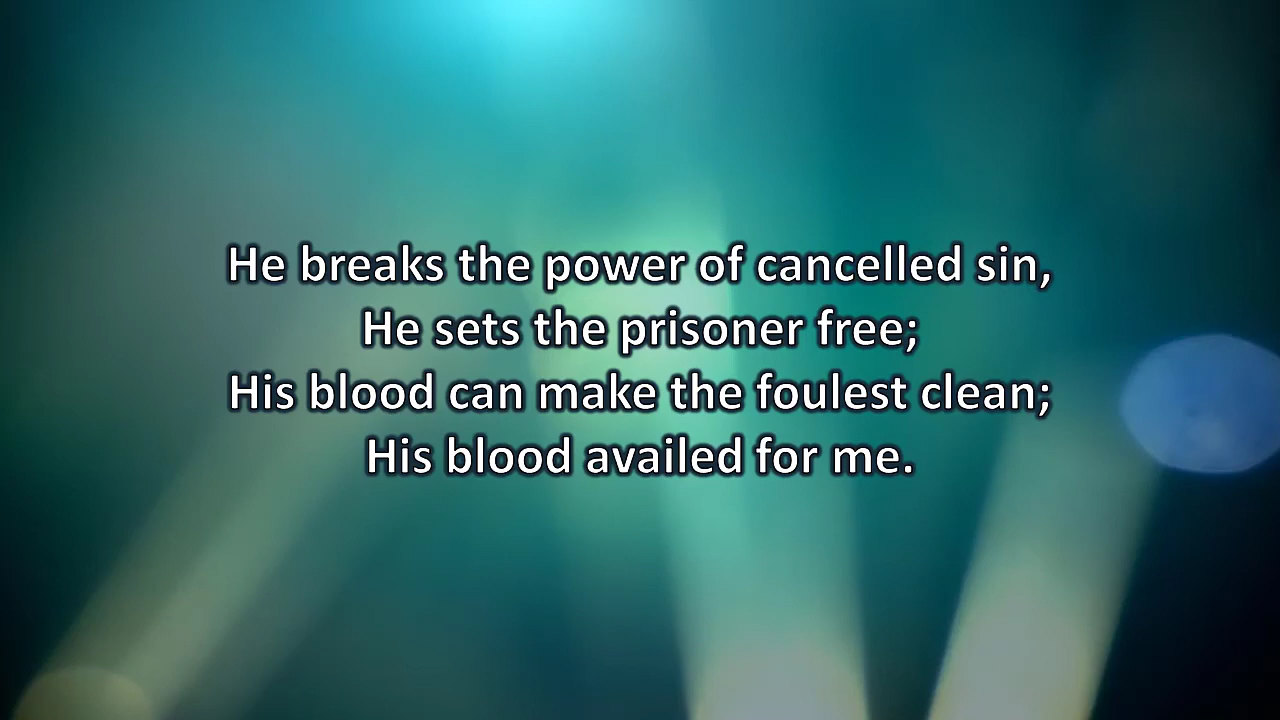 He breaks the power of cancelled sin,
He sets the prisoner free;
His blood can make the foulest clean;
His blood availed for me.